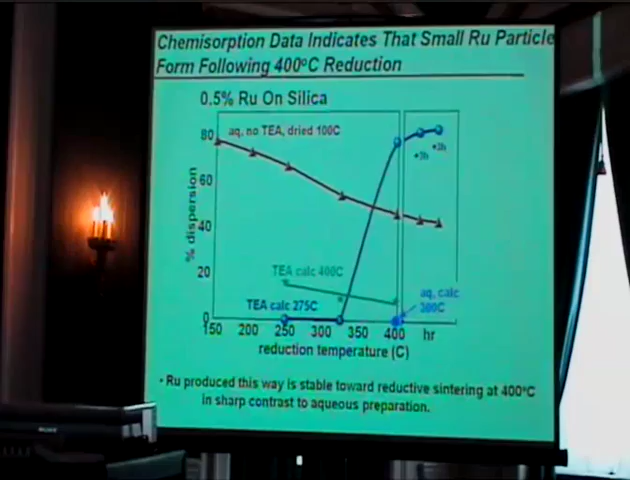 Chemisorption Data Indicates That Small Ru Particle
Form Following 400°C Reduction
0.5% Ru On Silica
80
aq, no TEA, dried 100C
60
% dispersion
40
20
TEA calc 400C
TEA calc 275C
aq, calc
300C
0
150 200 250 300 350 400 hr
reduction temperature (C)
• Ru produced this way is stable toward reductive sintering at 400°C
in sharp contrast to aqueous preparation.